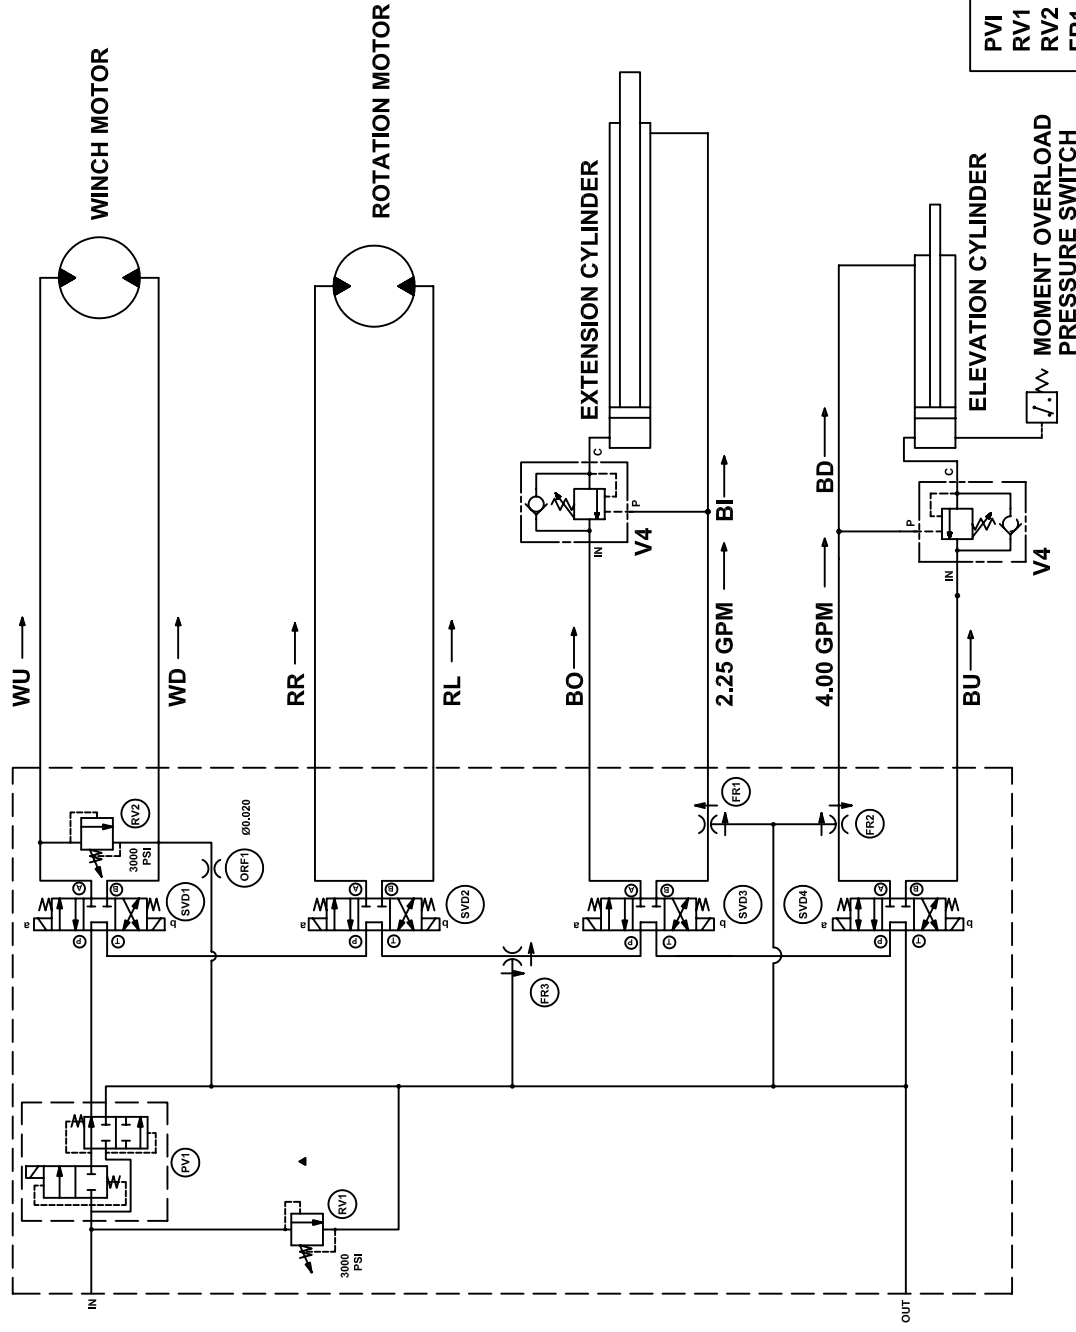 WINCH MOTOR
ROTATION MOTOR
EXTENSION CYLINDER
ELEVATION CYLINDER
MOMENT OVERLOAD
PRESSURE SWITCH
PVI
RV1
RV2
FR1
WU
WD
RR
RL
BO
BI
2.25 GPM
BD
4.00 GPM
BU
C
P
IN
V4
C
P
IN
V4
RV2
3000
PSI
ORF1
Ø0.020
SVD1
a
b
P
T
A
B
SVD2
a
b
P
T
A
B
SVD3
a
b
P
T
A
B
SVD4
a
b
P
T
A
B
FR1
FR2
FR3
PV1
RV1
3000
PSI
IN
OUT